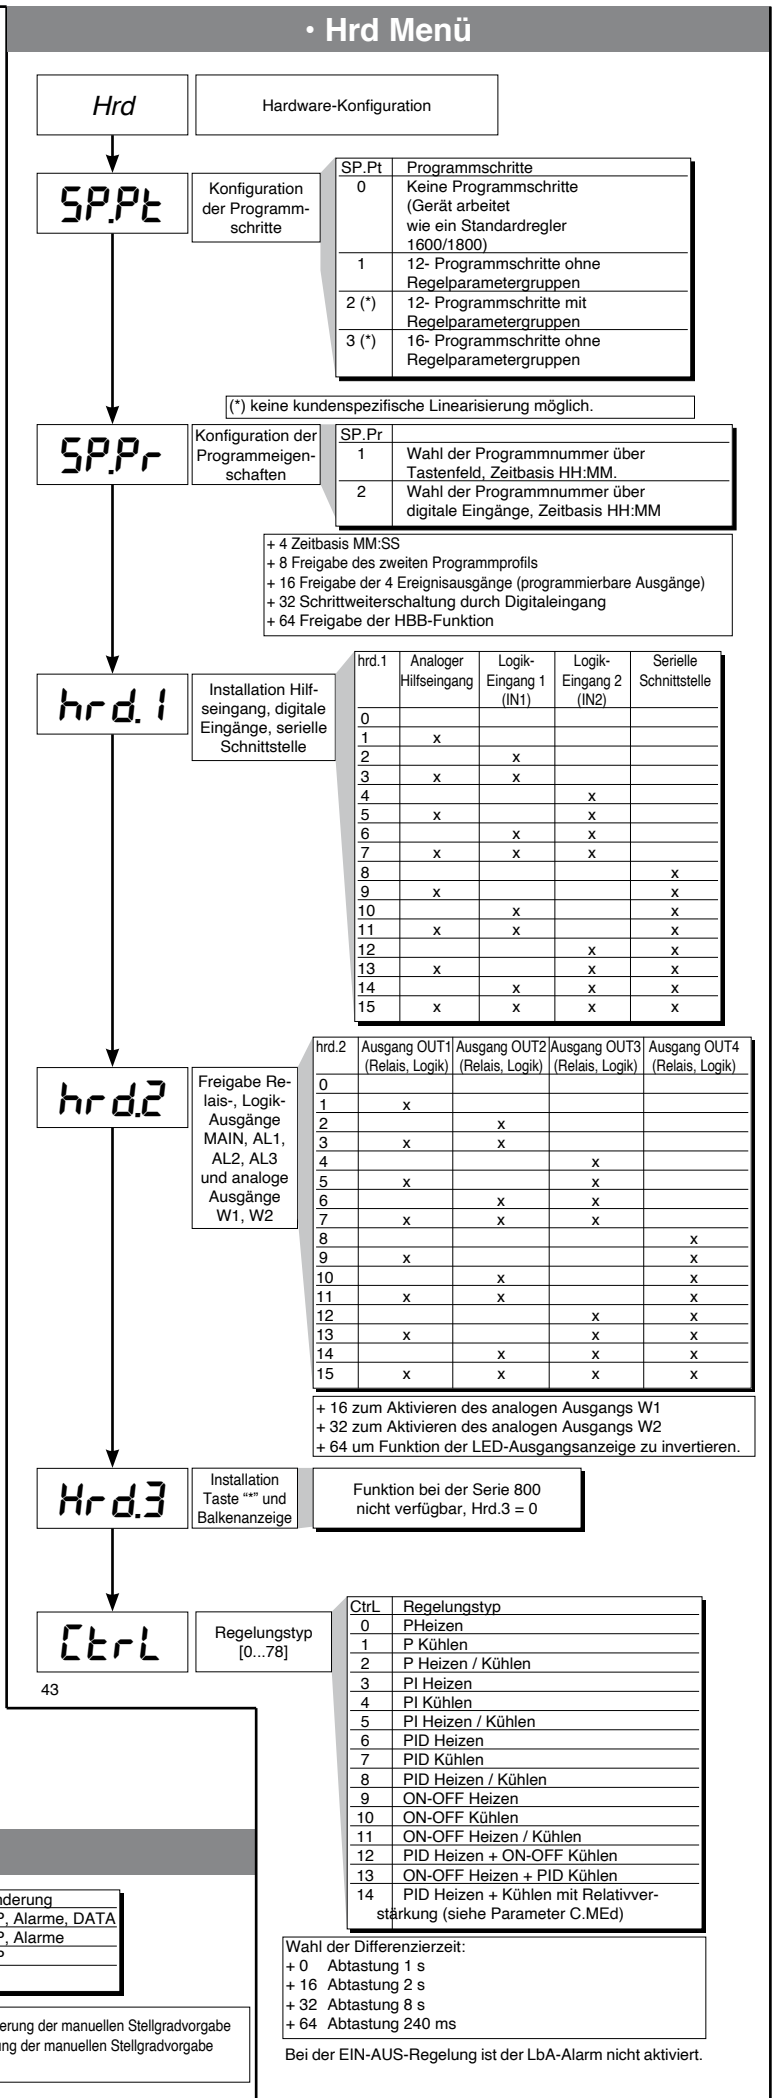 • Hrd Menü
Hrd
Hardware-Konfiguration
SP.Pt
Konfiguration
der Programm-
schritte
SP.Pt Programmschritte
0 Keine Programmschritte
(Gerät arbeitet
wie ein Standardregler
1600/1800)
1 12- Programmschritte ohne
Regelparametergruppen
2 (*) 12- Programmschritte mit
Regelparametergruppen
3 (*) 16- Programmschritte ohne
Regelparametergruppen
(*) keine kundenspezifische Linearisierung möglich.
SP.Pr
Konfiguration der
Programmeigen-
schaften
SP.Pr
1 Wahl der Programmnummer über
Tastenfeld, Zeitbasis HH:MM.
2 Wahl der Programmnummer über
digitale Eingänge, Zeitbasis HH:MM
+ 4 Zeitbasis MM:SS
+ 8 Freigabe des zweiten Programmprofils
+ 16 Freigabe der 4 Ereignisausgänge (programmierbare Ausgänge)
+ 32 Schrittweiterschaltung durch Digitaleingang
+ 64 Freigabe der HBB-Funktion
hrd.1
Installation Hilf-
seingang, digitale
Eingänge, serielle
Schnittstelle
hrd.1 Analoger Logik- Logik- Serielle
Hilfseingang Eingang 1 Eingang 2 Schnittstelle
(IN1) (IN2)
0
1 x
2 x
3 x x
4 x
5 x x
6 x x
7 x x x
8 x
9 x x
10 x x
11 x x x
12 x x
13 x x x
14 x x x
15 x x x x
hrd.2
Freigabe Re-
lais-, Logik-
Ausgänge
MAIN, AL1,
AL2, AL3
und analoge
Ausgänge
W1, W2
hrd.2 Ausgang OUT1 Ausgang OUT2 Ausgang OUT3 Ausgang OUT4
(Relais, Logik) (Relais, Logik) (Relais, Logik) (Relais, Logik)
0
1 x
2 x
3 x x
4 x
5 x x
6 x x
7 x x x
8 x
9 x x
10 x x
11 x x x
12 x x
13 x x x
14 x x x
15 x x x x
+ 16 zum Aktivieren des analogen Ausgangs W1
+ 32 zum Aktivieren des analogen Ausgangs W2
+ 64 um Funktion der LED-Ausgangsanzeige zu invertieren.
Hrd.3
Installation
Taste “*” und
Balkenanzeige
Funktion bei der Serie 800
nicht verfügbar, Hrd.3 = 0
CtrL
Regelungstyp
[0...78]
CtrL Regelungstyp
0 PHeizen
1 P Kühlen
2 P Heizen / Kühlen
3 PI Heizen
4 PI Kühlen
5 PI Heizen / Kühlen
6 PID Heizen
7 PID Kühlen
8 PID Heizen / Kühlen
9 ON-OFF Heizen
10 ON-OFF Kühlen
11 ON-OFF Heizen / Kühlen
12 PID Heizen + ON-OFF Kühlen
13 ON-OFF Heizen + PID Kühlen
14 PID Heizen + Kühlen mit Relativver-
stärkung (siehe Parameter C.MEd)
43
Wahl der Differenzierzeit:
+ 0 Abtastung 1 s
+ 16 Abtastung 2 s
+ 32 Abtastung 8 s
+ 64 Abtastung 240 ms
Bei der EIN-AUS-Regelung ist der LbA-Alarm nicht aktiviert.
nderung
P, Alarme, DATA
P, Alarme
P
erung der manuellen Stellgradvorgabe
ng der manuellen Stellgradvorgabe